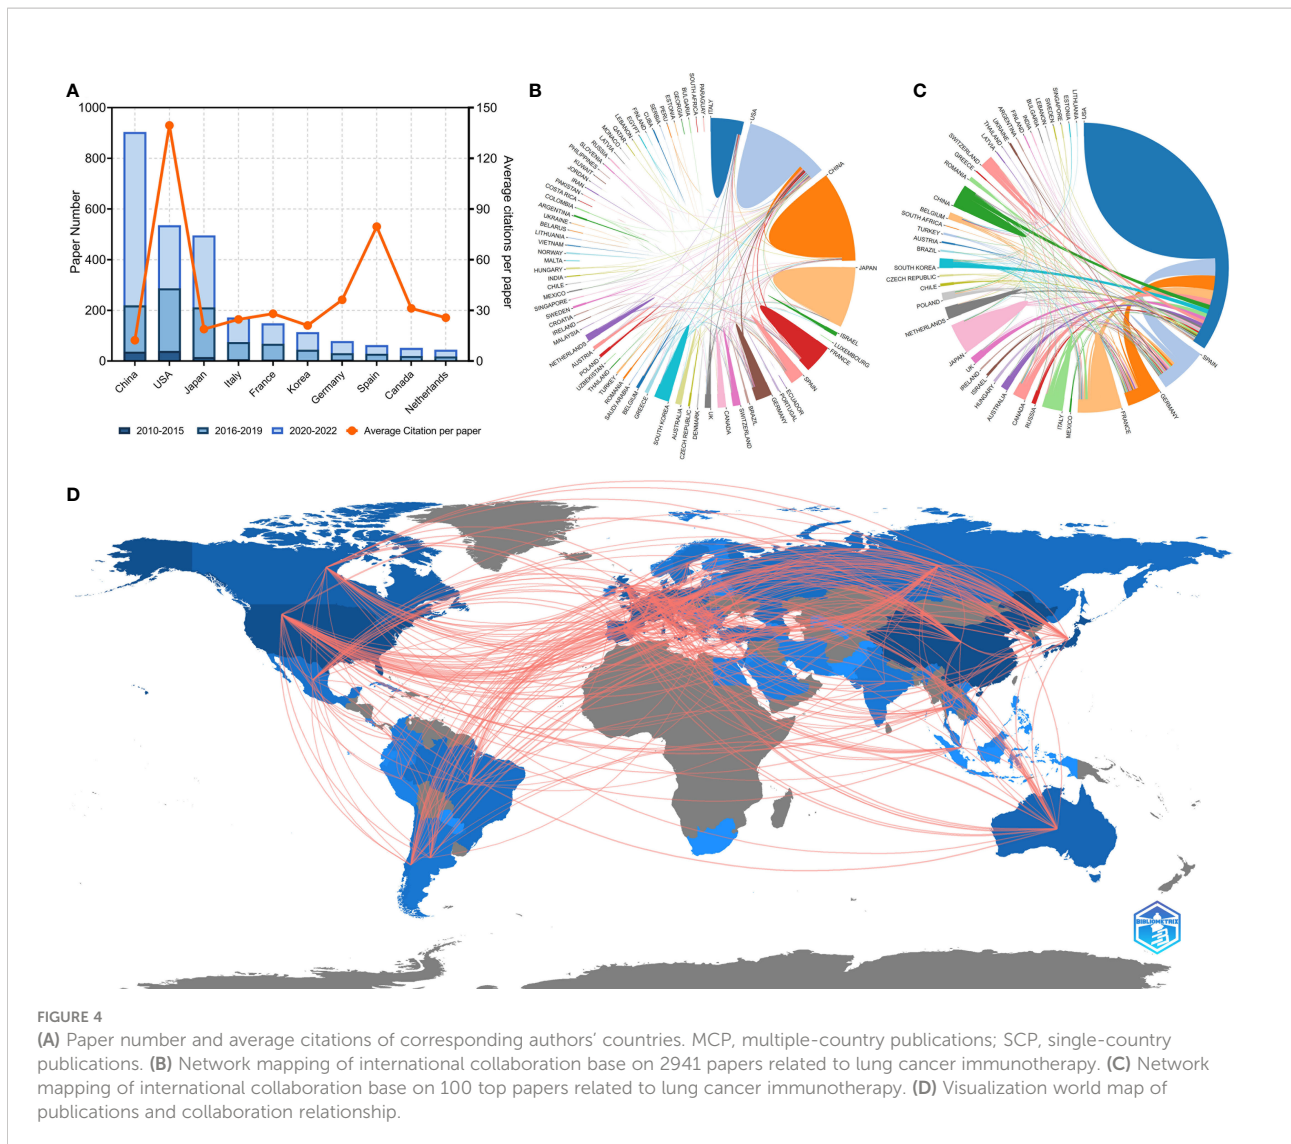 A
B
C
1000
800
600
400
200
0
Paper Number
150
120
90
60
30
0
Average citations per paper
China
USA
Japan
Italy
France
Korea
Germany
Spain
Canada
Netherlands
2010-2015
2016-2019
2020-2022
Average Citation per paper
ITALY
USA
CHINA
JAPAN
ISRAEL
LUXEMBOURG
FRANCE
SPAIN
ECUADOR
PORTUGAL
GERMANY
BRAZIL
SWITZERLAND
CANADA
UK
DENMARK
CZECH REPUBLIC
AUSTRALIA
SOUTH KOREA
GREECE
BELGIUM
SAUDI ARABIA
ROMANIA
TURKEY
THAILAND
UZBEKISTAN
POLAND
AUSTRIA
NETHERLANDS
MALAYSIA
IRELAND
CROATIA
SWEDEN
SINGAPORE
MEXICO
CHILE
INDIA
HUNGARY
MALTA
NORWAY
VIETNAM
LITHUANIA
BELARUS
UKRAINE
ARGENTINA
COLOMBIA
COSTA RICA
PAKISTAN
IRAN
JORDAN
KUWAIT
PHILIPPINES
SLOVENIA
RUSSIA
LATVIA
MONACO
QATAR
LEBANON
EGYPT
FINLAND
CUBA
SERBIA
PERU
ESTONIA
GEORGIA
BULGARIA
SOUTH AFRICA
PARAGUAY
USA
SPAIN
GERMANY
FRANCE
MEXICO
ITALY
RUSSIA
CANADA
AUSTRALIA
HUNGARY
ISRAEL
IRELAND
UK
JAPAN
NETHERLANDS
POLAND
CHILE
CZECH REPUBLIC
SOUTH KOREA
BRAZIL
AUSTRIA
TURKEY
SOUTH AFRICA
BELGIUM
CHINA
ROMANIA
GREECE
SWITZERLAND
LATVIA
THAILAND
UKRAINE
ARGENTINA
FINLAND
INDIA
BULGARIA
LEBANON
SWEDEN
SINGAPORE
ESTONIA
LITHUANIA
D
BIBLIOMETRIX
FIGURE 4
(A) Paper number and average citations of corresponding authors' countries. MCP, multiple-country publications; SCP, single-country
publications. (B) Network mapping of international collaboration base on 2941 papers related to lung cancer immunotherapy. (C) Network
mapping of international collaboration base on 100 top papers related to lung cancer immunotherapy. (D) Visualization world map of
publications and collaboration relationship.